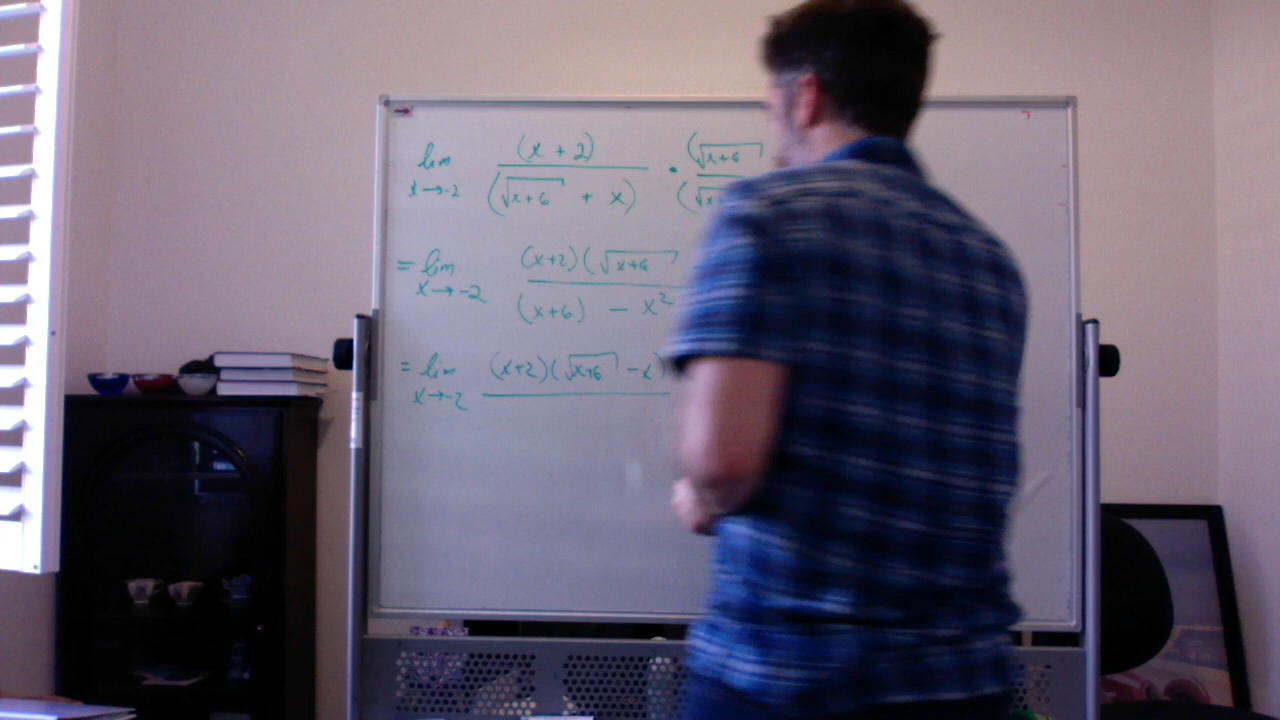 lim x→-2 (x + 2) / (√(x+6) + x) • (√(x+6) / (√x
= lim x→-2 (x+2)(√(x+6) / (x+6) - x²
= lim x→-2 (x+2)(√(x+6) - x)